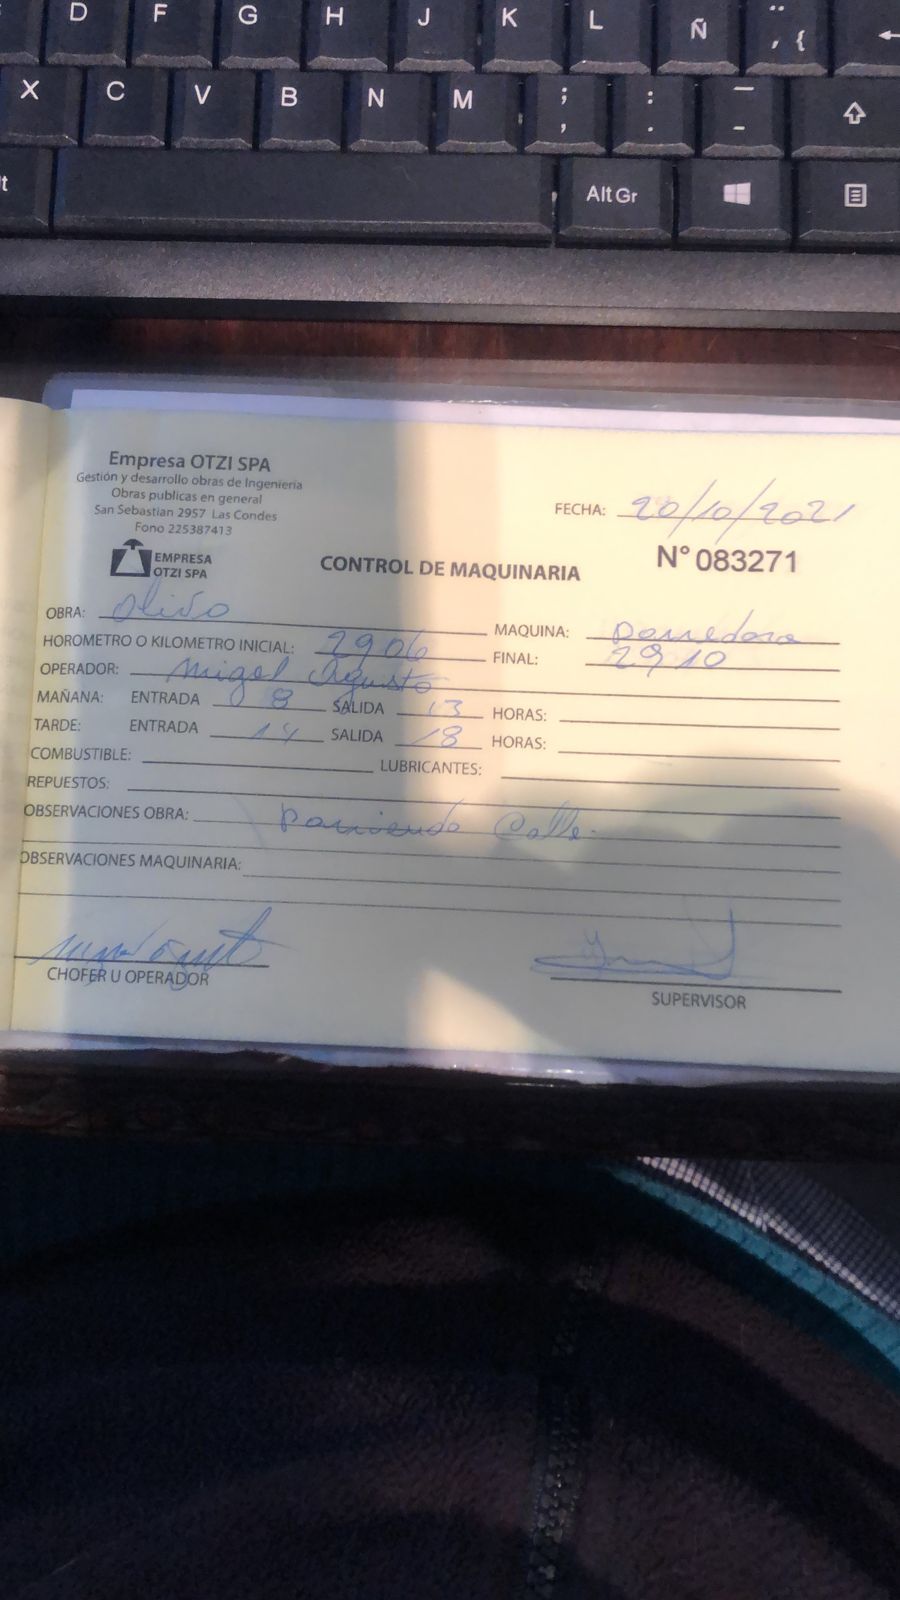 D F G H J K L Ñ ¨ ´ {
X C V B N M ; , : . _ -
Alt Gr
Empresa OTZI SPA
Gestión y desarrollo obras de Ingenieria
Obras publicas en general
San Sebastian 2957 Las Condes
Fono 225387413
EMPRESA
OTZI SPA
FECHA: 20/10/2021
CONTROL DE MAQUINARIA
N° 083271
OBRA: Olivo
MAQUINA: Barredora
HOROMETRO O KILOMETRO INICIAL: 2906
FINAL: 2910
OPERADOR: Migel Agusto
MAÑANA: ENTRADA 8 SALIDA 13 HORAS:
TARDE: ENTRADA 14 SALIDA 18 HORAS:
COMBUSTIBLE: LUBRICANTES:
REPUESTOS:
OBSERVACIONES OBRA: Barriendo Calle.
OBSERVACIONES MAQUINARIA:
CHOFER U OPERADOR
SUPERVISOR